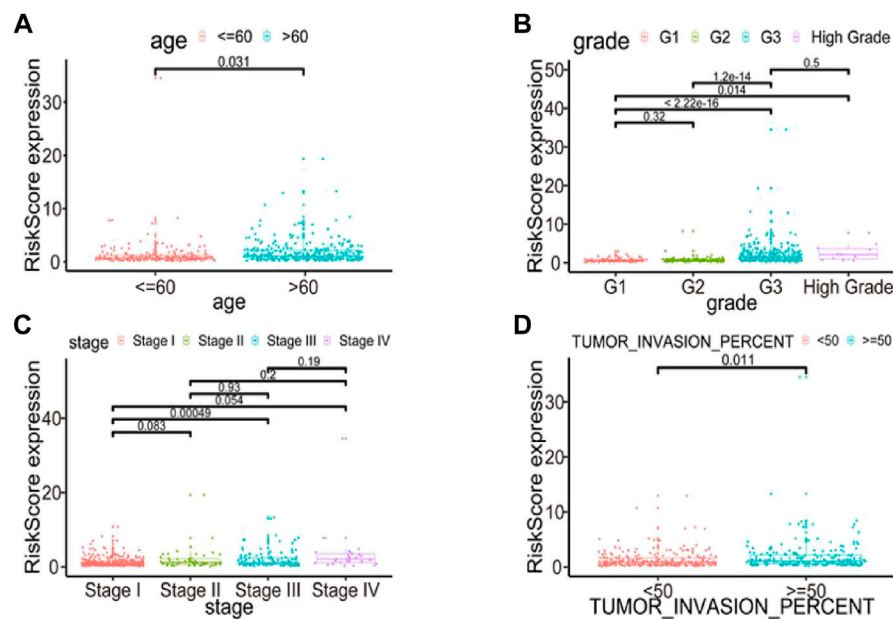 A
age <=60 >60
RiskScore expression
30
20
10
0
0.031
<=60 >60
age
B
grade G1 G2 G3 High Grade
RiskScore expression
50
40
30
20
10
0
0.5
1.2e-14
0.014
< 2.22e-16
0.32
G1 G2 G3 High Grade
grade
C
stage Stage I Stage II Stage III Stage IV
RiskScore expression
40
20
0
0.19
0.2
0.93
0.054
0.00049
0.083
Stage I Stage II Stage III Stage IV
stage
D
TUMOR_INVASION_PERCENT <50 >=50
RiskScore expression
30
20
10
0
0.011
<50 >=50
TUMOR_INVASION_PERCENT